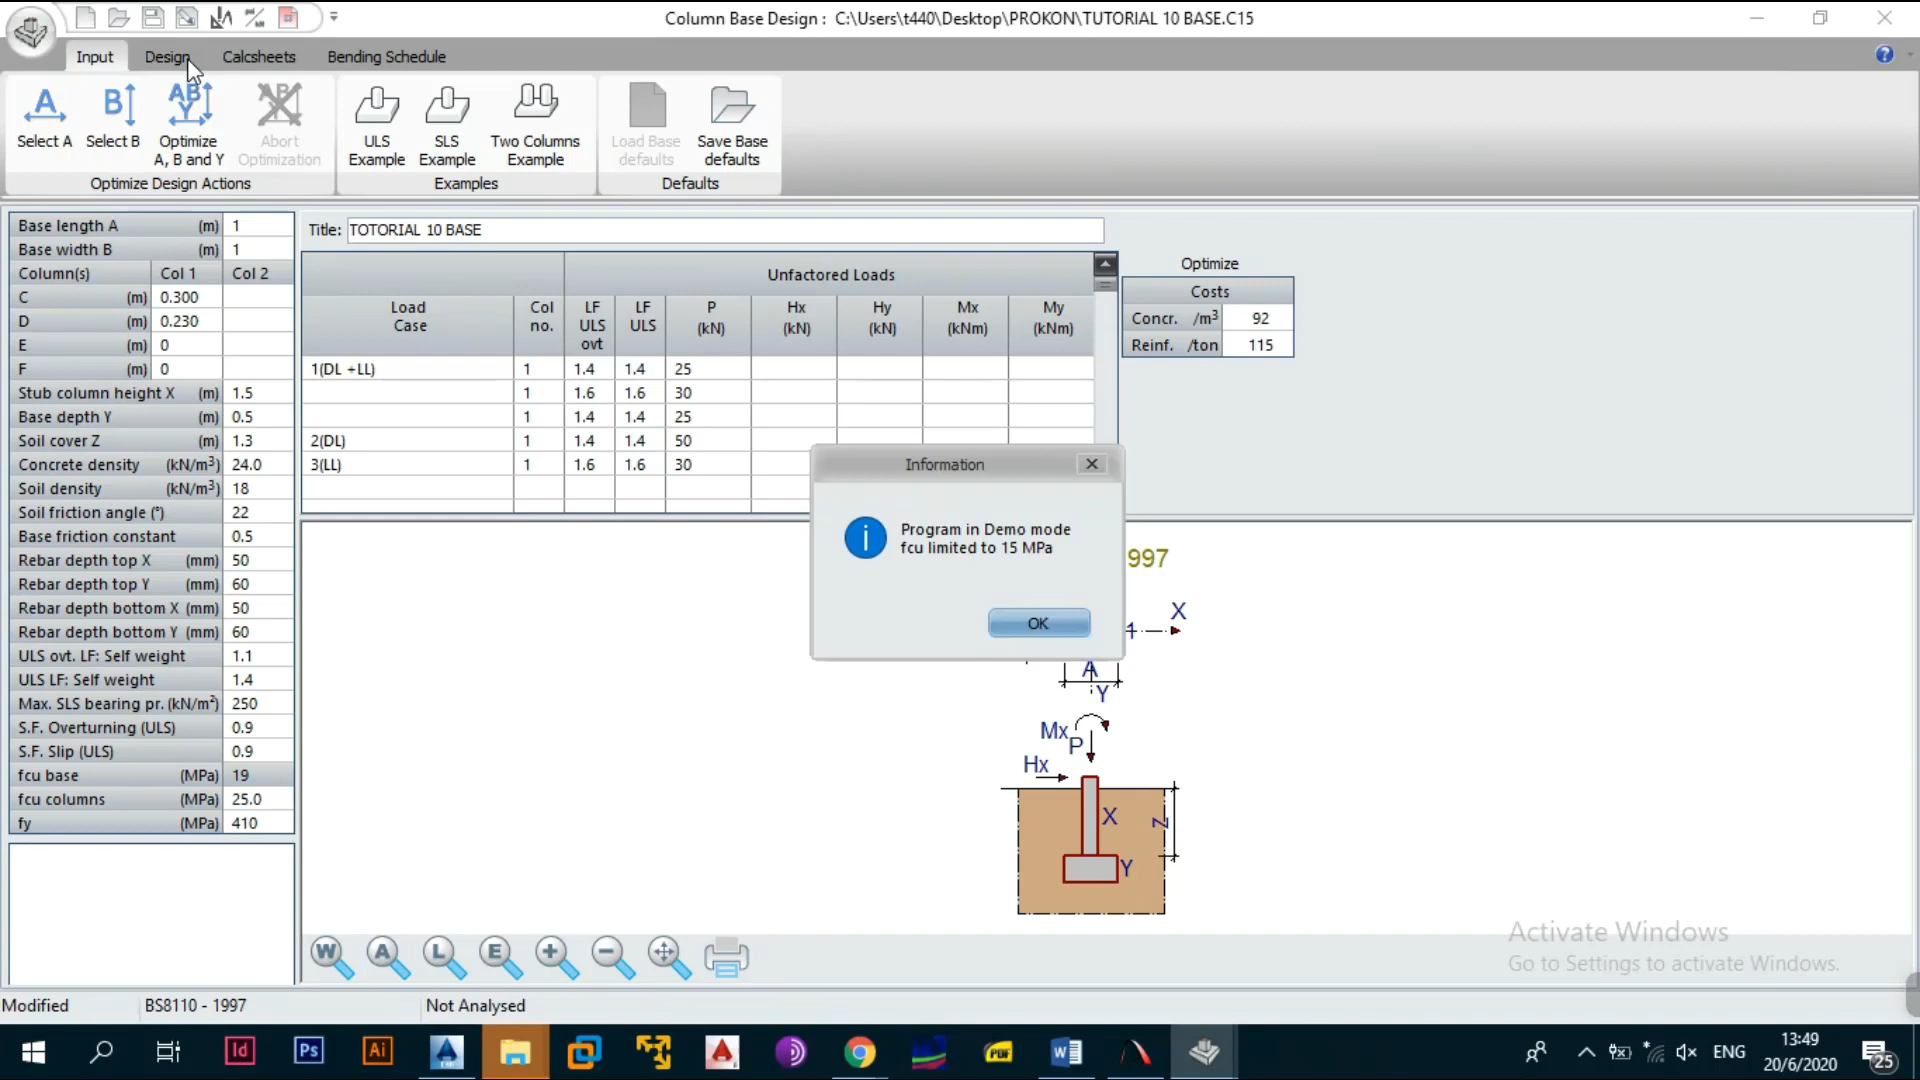 Column Base Design : C:\Users\t440\Desktop\PROKON\TUTORIAL 10 BASE.C15
Input Design Calcsheets Bending Schedule
Select A Select B Optimize A, B and Y Abort Optimization ULS Example SLS Example Two Columns Example Load Base defaults Save Base defaults
Optimize Design Actions Examples Defaults
Base length A (m) 1
Base width B (m) 1
Column(s) Col 1 Col 2
C (m) 0.300
D (m) 0.230
E (m) 0
F (m) 0
Stub column height X (m) 1.5
Base depth Y (m) 0.5
Soil cover Z (m) 1.3
Concrete density (kN/m³) 24.0
Soil density (kN/m³) 18
Soil friction angle (°) 22
Base friction constant 0.5
Rebar depth top X (mm) 50
Rebar depth top Y (mm) 60
Rebar depth bottom X (mm) 50
Rebar depth bottom Y (mm) 60
ULS ovt. LF: Self weight 1.1
ULS LF: Self weight 1.4
Max. SLS bearing pr. (kN/m²) 250
S.F. Overturning (ULS) 0.9
S.F. Slip (ULS) 0.9
fcu base (MPa) 19
fcu columns (MPa) 25.0
fy (MPa) 410
Title: TOTORIAL 10 BASE
Unfactored Loads
Load Case Col no. LF ULS ovt LF ULS P (kN) Hx (kN) Hy (kN) Mx (kNm) My (kNm)
1(DL +LL) 1 1.4 1.4 25
1 1.6 1.6 30
1 1.4 1.4 25
2(DL) 1 1.4 1.4 50
3(LL) 1 1.6 1.6 30
Optimize
Costs
Concr. /m³ 92
Reinf. /ton 115
Information
Program in Demo mode
fcu limited to 15 MPa
OK
997
X
1
A
Y
Mx
P
Hx
X
Z
Y
W A L E
Activate Windows
Go to Settings to activate Windows.
Modified BS8110 - 1997 Not Analysed
Id Ps Ai PDF ENG 13:49
20/6/2020 25